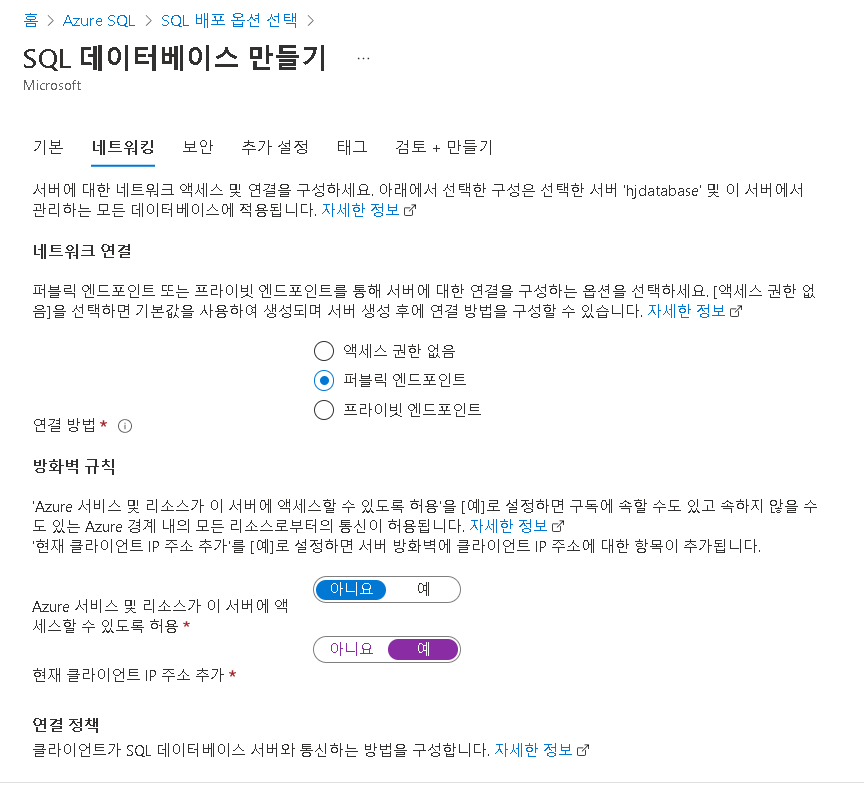 홈 > Azure SQL > SQL 배포 옵션 선택 >
SQL 데이터베이스 만들기 ...
Microsoft
기본 네트워킹 보안 추가 설정 태그 검토 + 만들기
서버에 대한 네트워크 액세스 및 연결을 구성하세요. 아래에서 선택한 구성은 선택한 서버 'hjdatabase' 및 이 서버에서
관리하는 모든 데이터베이스에 적용됩니다. 자세한 정보
네트워크 연결
퍼블릭 엔드포인트 또는 프라이빗 엔드포인트를 통해 서버에 대한 연결을 구성하는 옵션을 선택하세요. [액세스 권한 없
음]을 선택하면 기본값을 사용하여 생성되며 서버 생성 후에 연결 방법을 구성할 수 있습니다. 자세한 정보
액세스 권한 없음
퍼블릭 엔드포인트
프라이빗 엔드포인트
연결 방법 *
방화벽 규칙
'Azure 서비스 및 리소스가 이 서버에 액세스할 수 있도록 허용'을 [예]로 설정하면 구독에 속할 수도 있고 속하지 않을 수
도 있는 Azure 경계 내의 모든 리소스로부터의 통신이 허용됩니다. 자세한 정보
'현재 클라이언트 IP 주소 추가'를 [예]로 설정하면 서버 방화벽에 클라이언트 IP 주소에 대한 항목이 추가됩니다.
아니요 예
Azure 서비스 및 리소스가 이 서버에 액
세스할 수 있도록 허용 *
아니요 예
현재 클라이언트 IP 주소 추가 *
연결 정책
클라이언트가 SQL 데이터베이스 서버와 통신하는 방법을 구성합니다. 자세한 정보